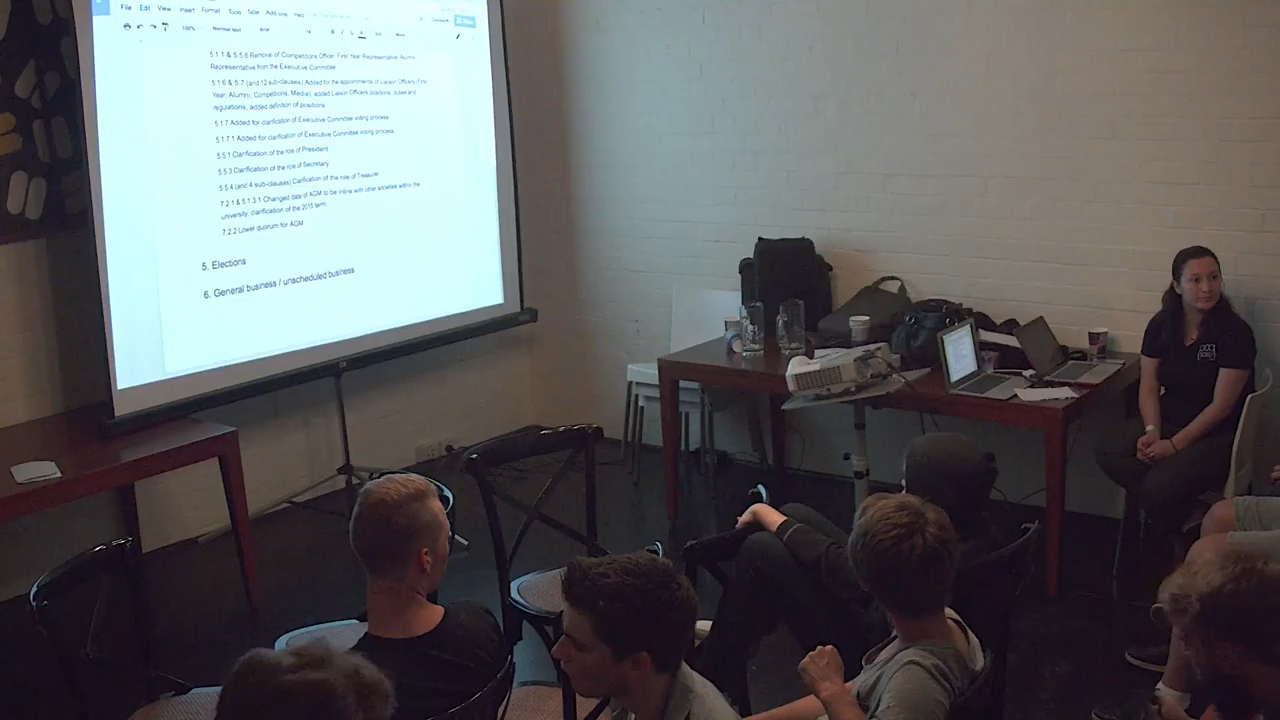 File Edit View Insert Format Tools Table Add-ons Help
100% Normal text Arial
5.1.1 & 5.5.6 Removal of Competitions Officer, First Year Representative, Alumni
Representative from the Executive Committee
5.1.6 & 5.7 (and 12 sub-clauses) Added for the appointments of Liaison Officers (First
Year, Alumni, Competitions, Media), added Liaison Officers positions, duties and
regulations, added definition of positions
5.1.7 Added for clarification of Executive Committee voting process
5.1.7.1 Added for clarification of Executive Committee voting process
5.5.1 Clarification of the role of President
5.5.3 Clarification of the role of Secretary
5.5.4 (and 4 sub-clauses) Clarification of the role of Treasurer
7.2.1 & 5.1.3.1 Changed date of AGM to be inline with other societies within the
university, clarification of the 2015 term.
7.2.2 Lower quorum for AGM
5. Elections
6. General business / unscheduled business